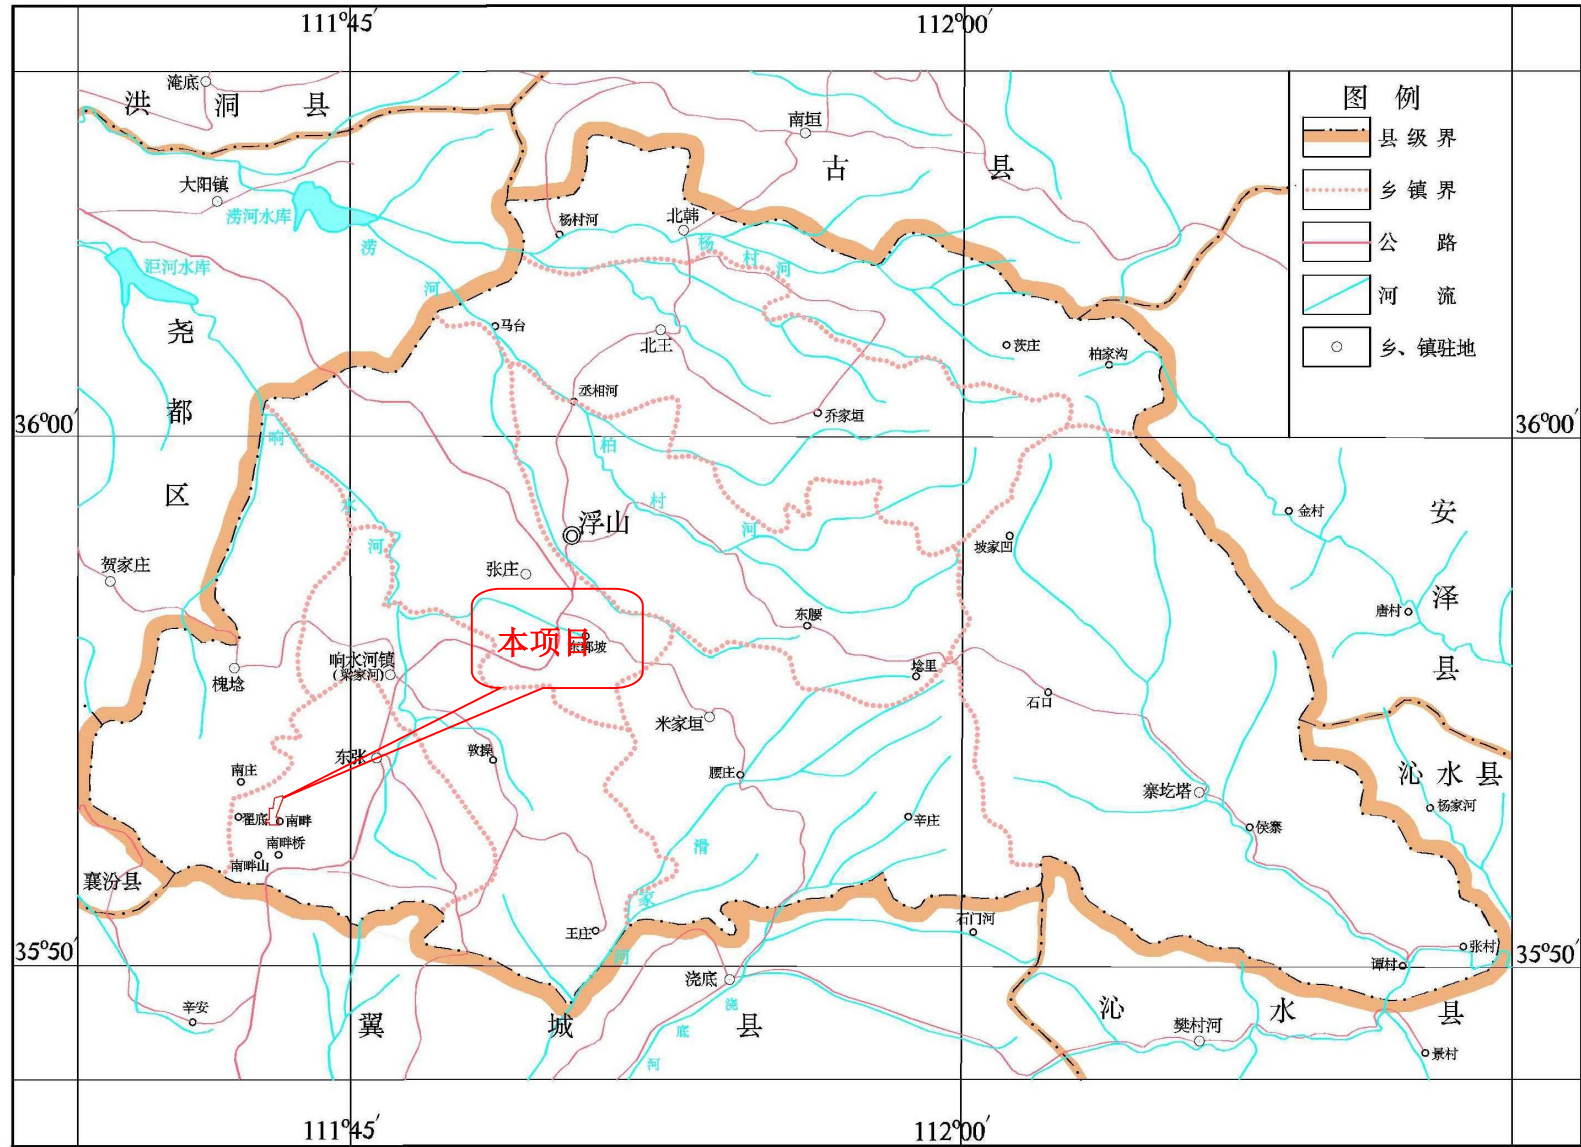 111°45′
112°00′
淹底
洪洞县
南垣
古县
图例
县级界
乡镇界
公路
河流
乡、镇驻地
大阳镇
涝河水库
涝河
杨村河
北韩
杨村河
洰河水库
尧都区
马台
北王
茨庄
柏家沟
丞相河
乔家垣
36°00′
36°00′
响水河
柏村河
浮山
金村
安泽县
坡家凹
贺家庄
张庄
东腰
唐村
本项目
响水河镇
(梁家河)
槐埝
埝里
石口
米家垣
东张
敦操
腰庄
南庄
沁水县
寨圪塔
杨家河
翟底
南畔
辛庄
侯寨
南畔桥
南畔山
滑家河
襄汾县
王庄
石门河
张村
35°50′
35°50′
谭村
浇底
浇底河
辛安
翼城县
沁水县
樊村河
景村
111°45′
112°00′